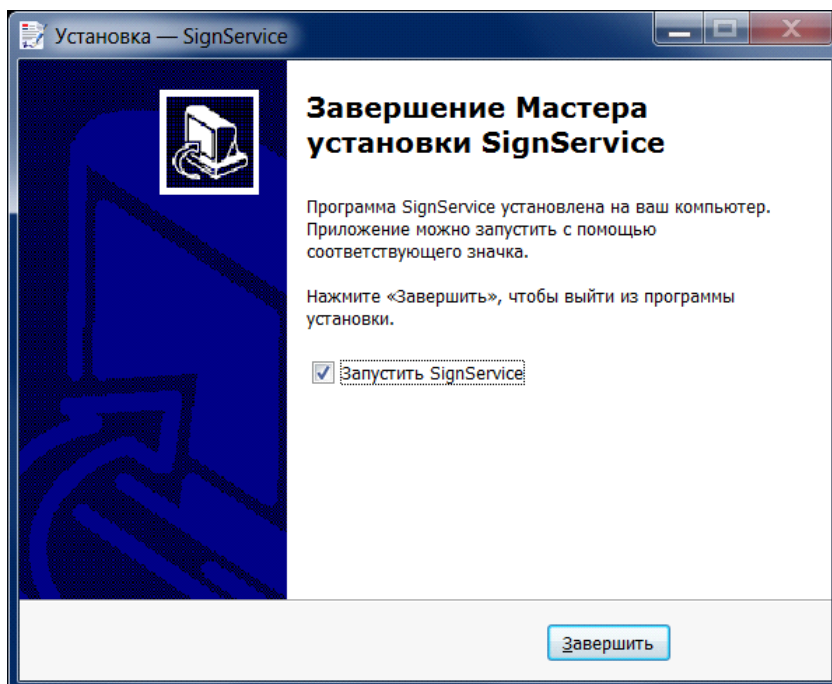 Установка — SignService
Завершение Мастера
установки SignService
Программа SignService установлена на ваш компьютер.
Приложение можно запустить с помощью
соответствующего значка.
Нажмите «Завершить», чтобы выйти из программы
установки.
Запустить SignService
Завершить